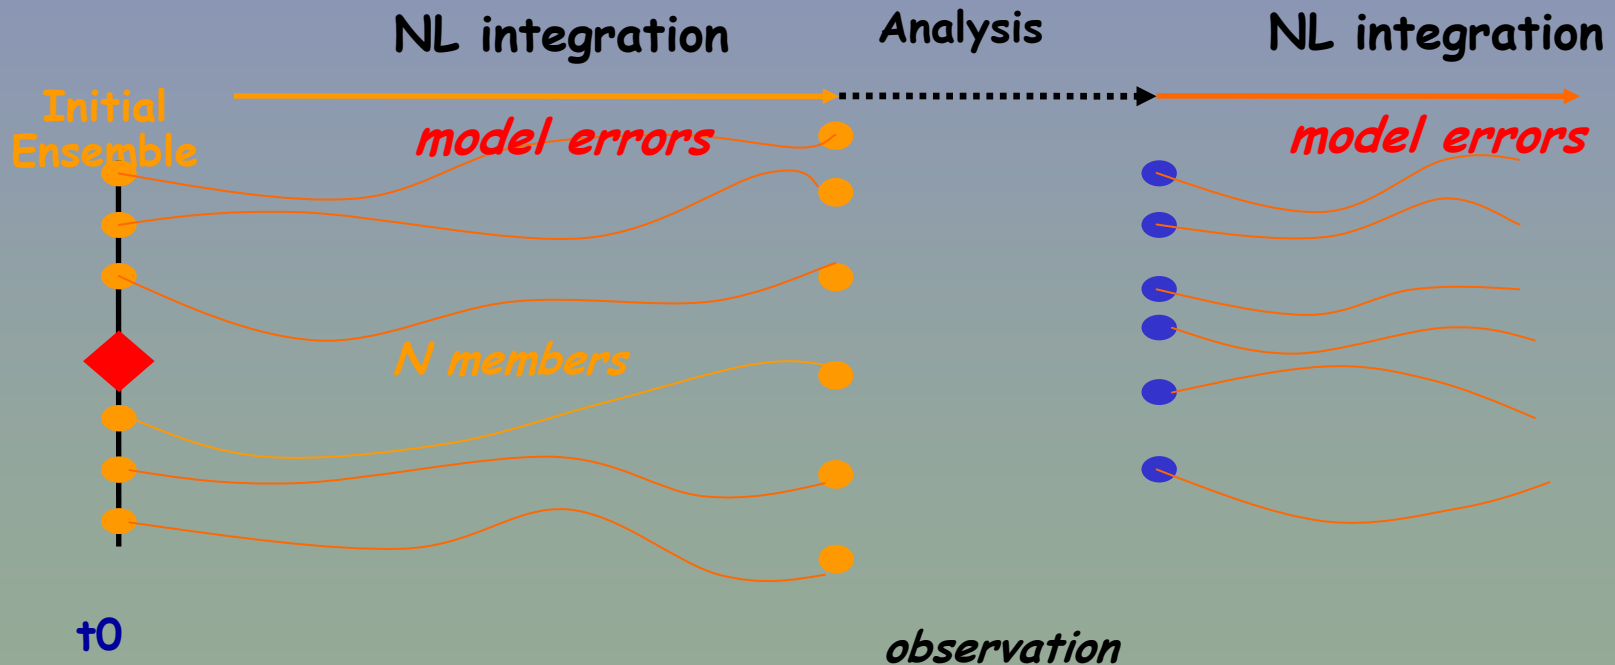 NL integration
Analysis
NL integration
Initial
Ensemble
model errors
model errors
N members
t0
observation